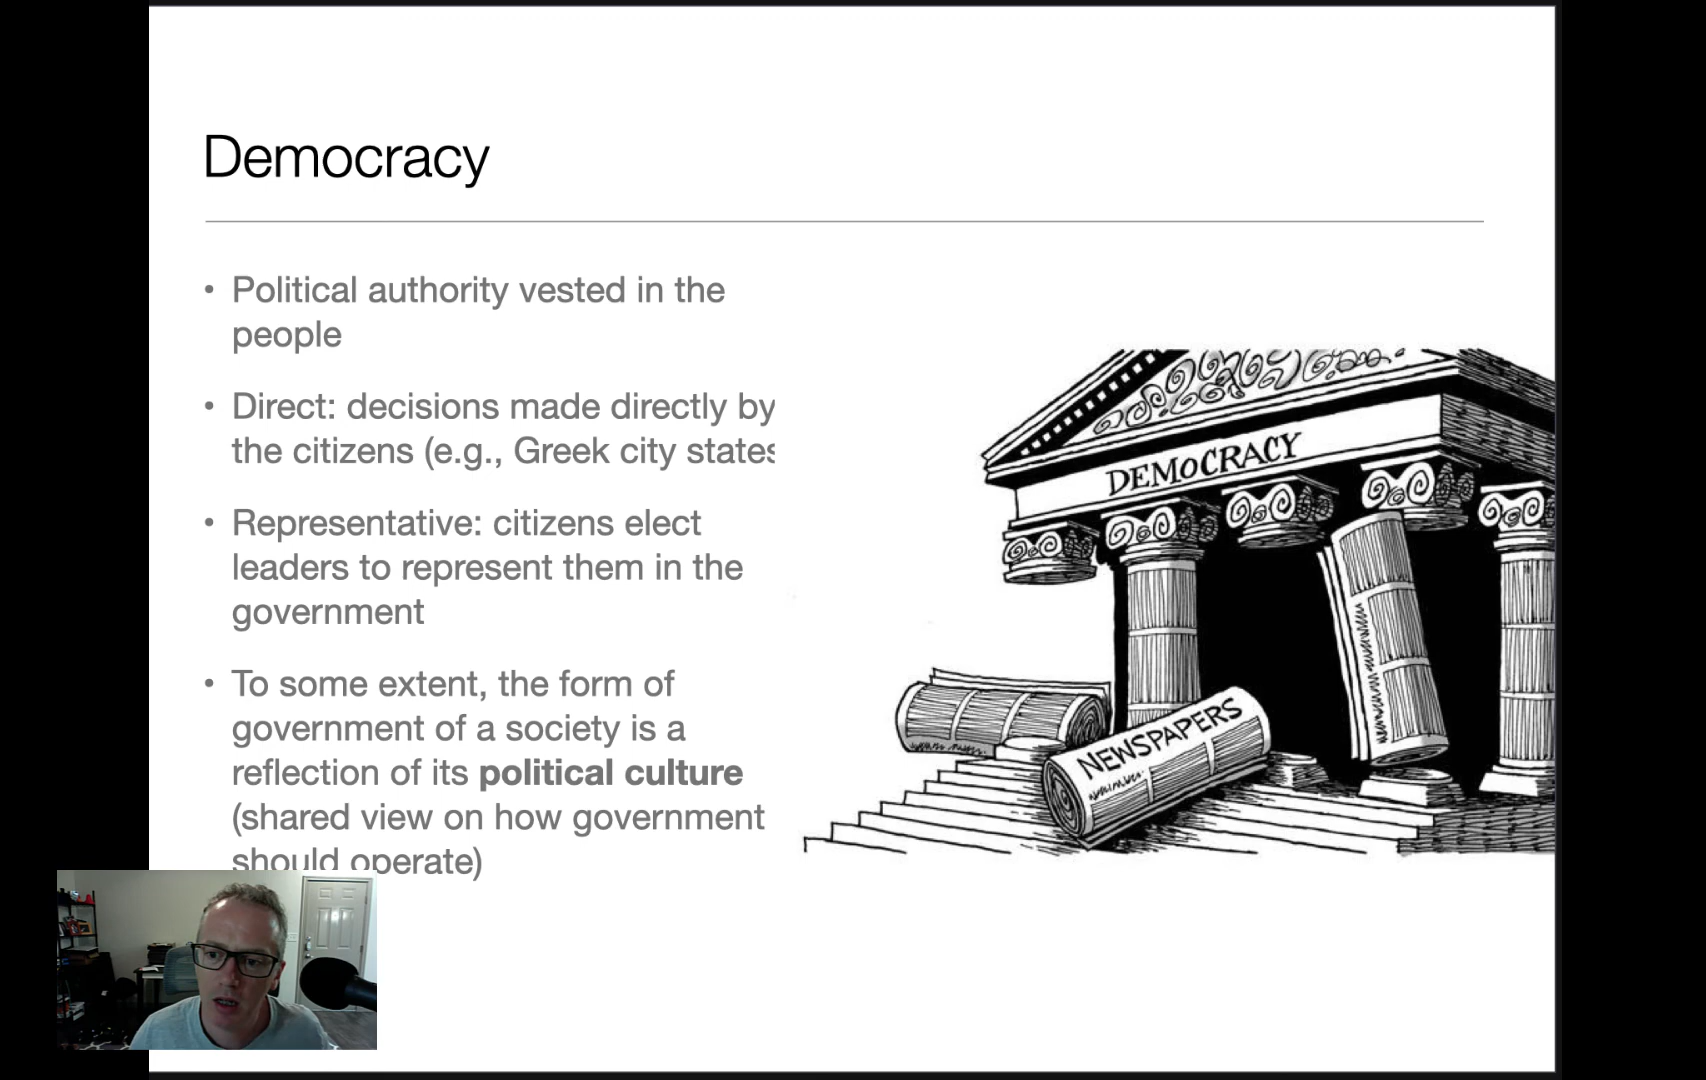 Democracy
• Political authority vested in the
people
• Direct: decisions made directly by
the citizens (e.g., Greek city states
• Representative: citizens elect
leaders to represent them in the
government
• To some extent, the form of
government of a society is a
reflection of its political culture
(shared view on how government
should operate)
DEMOCRACY
NEWSPAPERS